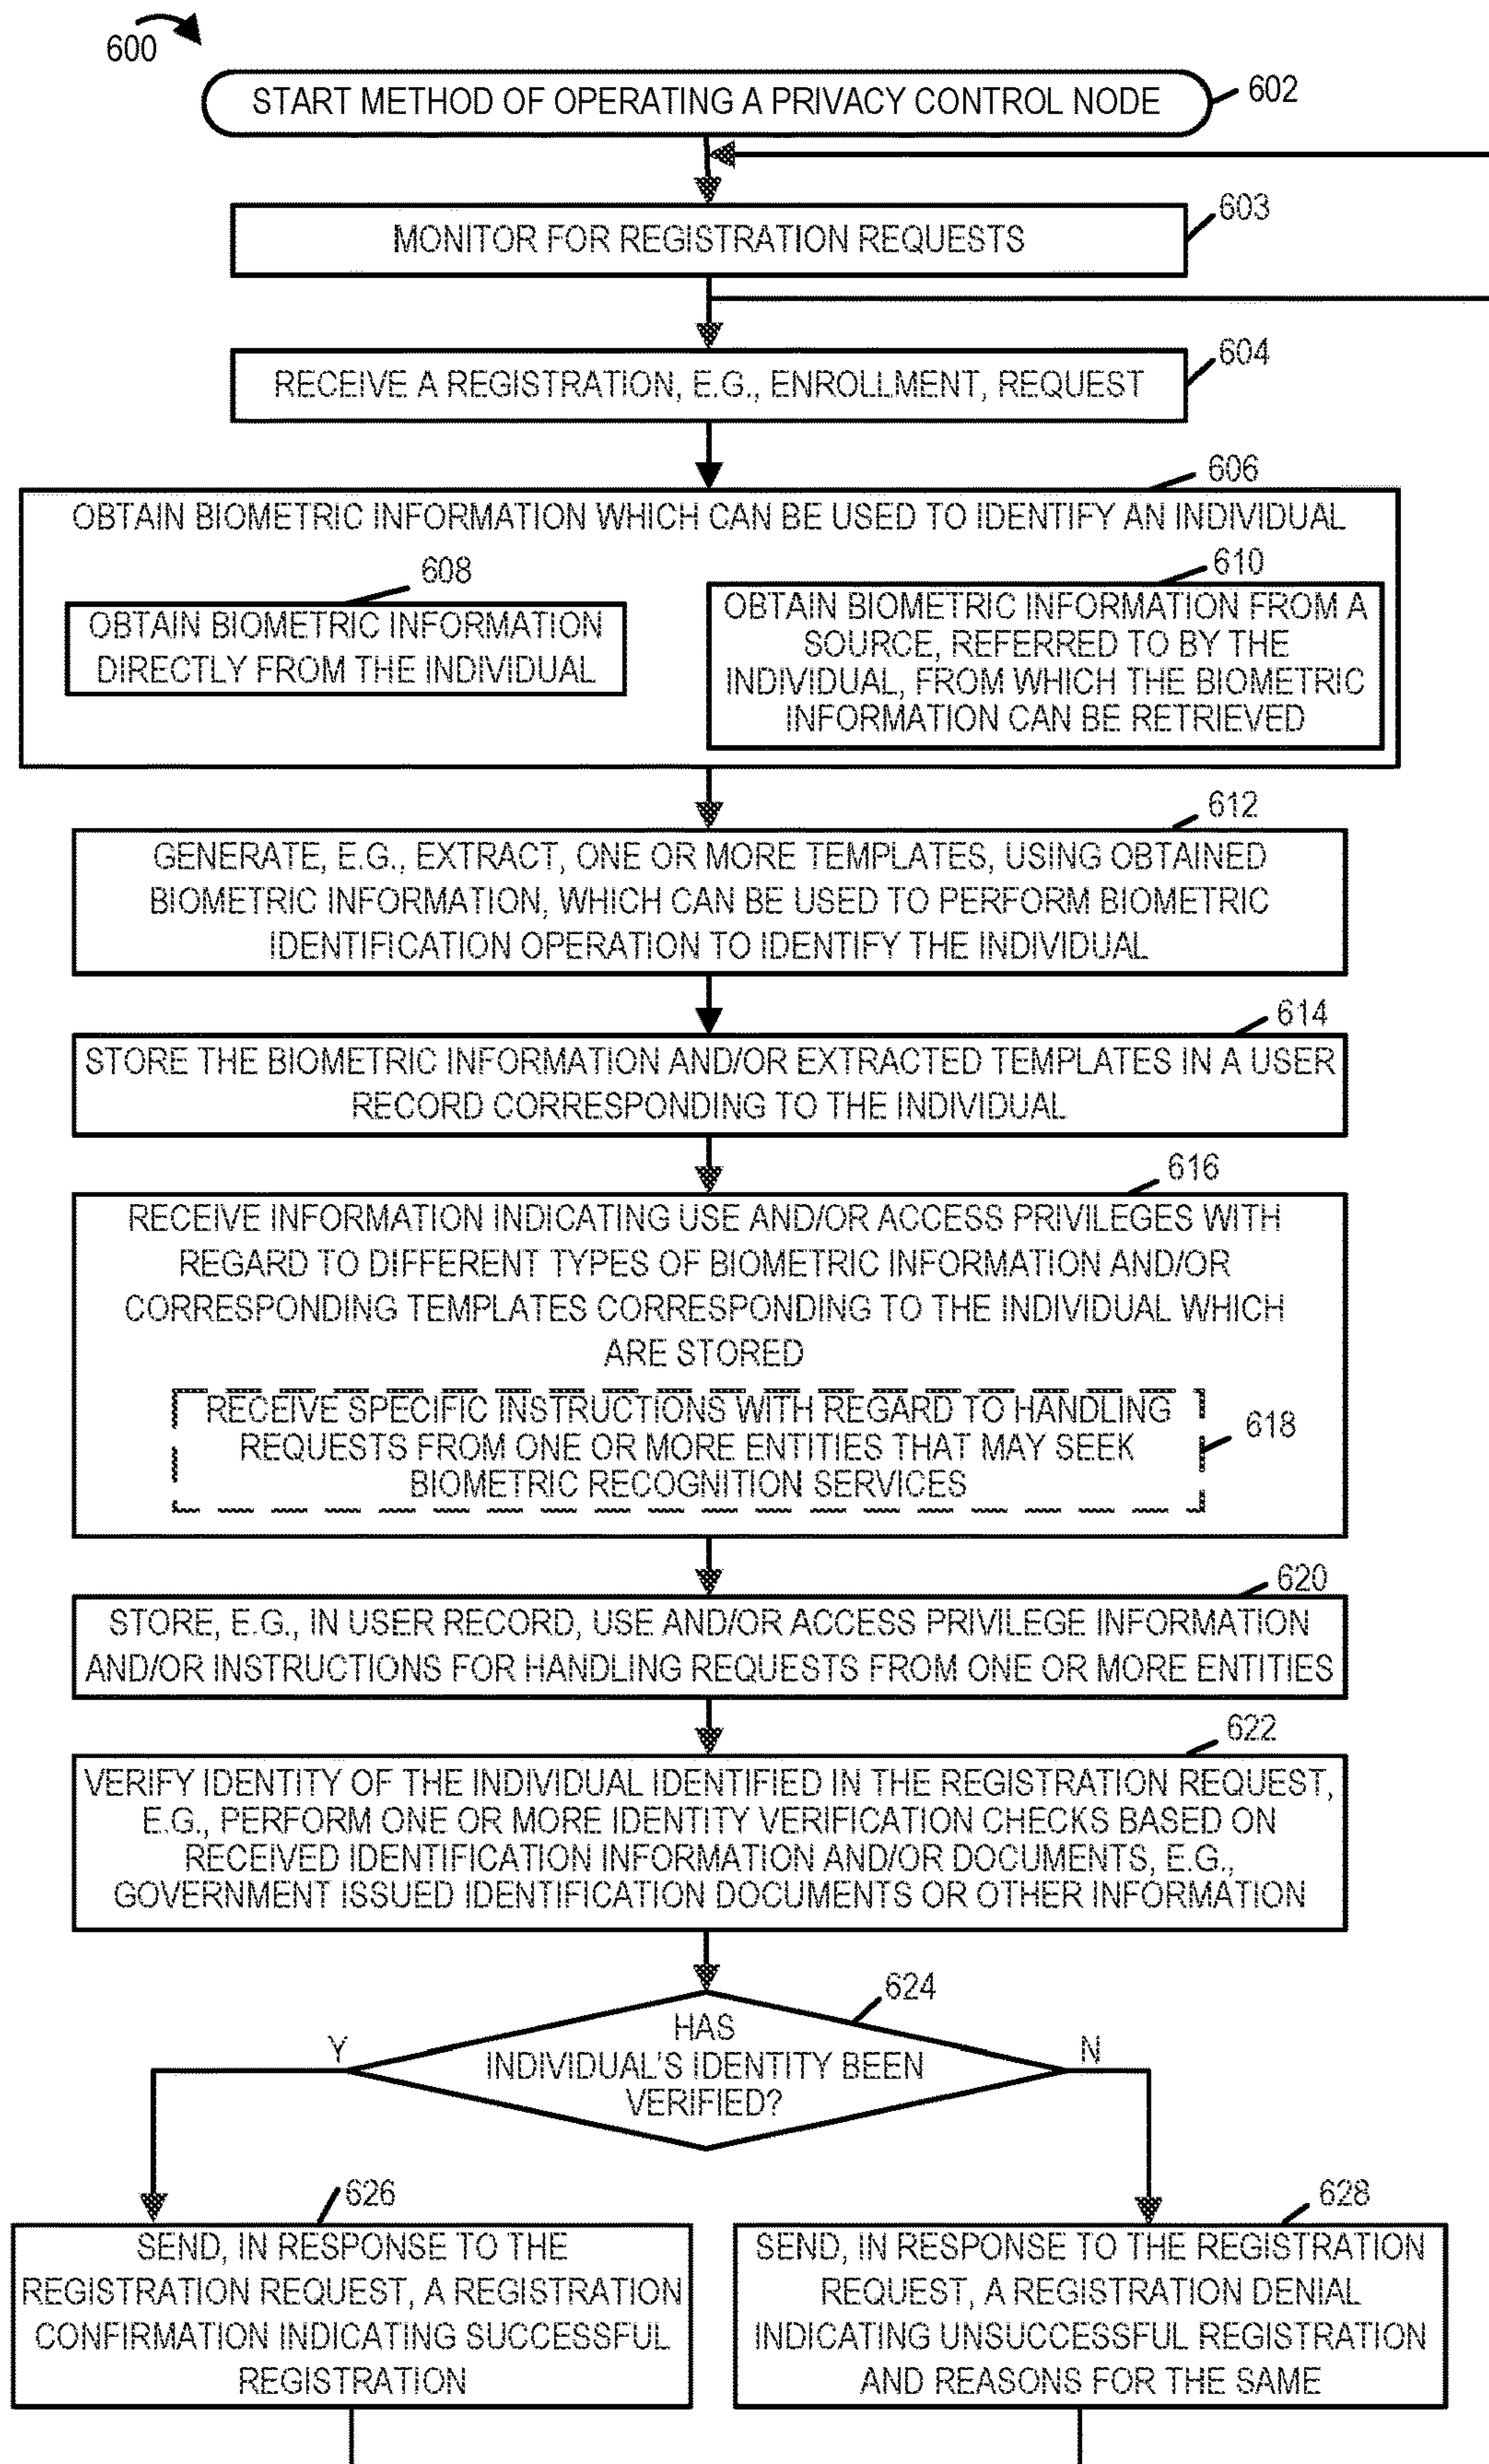 600
START METHOD OF OPERATING A PRIVACY CONTROL NODE
602
603
MONITOR FOR REGISTRATION REQUESTS
604
RECEIVE A REGISTRATION, E.G., ENROLLMENT, REQUEST
606
OBTAIN BIOMETRIC INFORMATION WHICH CAN BE USED TO IDENTIFY AN INDIVIDUAL
608
OBTAIN BIOMETRIC INFORMATION
DIRECTLY FROM THE INDIVIDUAL
610
OBTAIN BIOMETRIC INFORMATION FROM A
SOURCE, REFERRED TO BY THE
INDIVIDUAL, FROM WHICH THE BIOMETRIC
INFORMATION CAN BE RETRIEVED
612
GENERATE, E.G., EXTRACT, ONE OR MORE TEMPLATES, USING OBTAINED
BIOMETRIC INFORMATION, WHICH CAN BE USED TO PERFORM BIOMETRIC
IDENTIFICATION OPERATION TO IDENTIFY THE INDIVIDUAL
614
STORE THE BIOMETRIC INFORMATION AND/OR EXTRACTED TEMPLATES IN A USER
RECORD CORRESPONDING TO THE INDIVIDUAL
616
RECEIVE INFORMATION INDICATING USE AND/OR ACCESS PRIVILEGES WITH
REGARD TO DIFFERENT TYPES OF BIOMETRIC INFORMATION AND/OR
CORRESPONDING TEMPLATES CORRESPONDING TO THE INDIVIDUAL WHICH
ARE STORED
RECEIVE SPECIFIC INSTRUCTIONS WITH REGARD TO HANDLING
REQUESTS FROM ONE OR MORE ENTITIES THAT MAY SEEK
BIOMETRIC RECOGNITION SERVICES
618
620
STORE, E.G., IN USER RECORD, USE AND/OR ACCESS PRIVILEGE INFORMATION
AND/OR INSTRUCTIONS FOR HANDLING REQUESTS FROM ONE OR MORE ENTITIES
622
VERIFY IDENTITY OF THE INDIVIDUAL IDENTIFIED IN THE REGISTRATION REQUEST,
E.G., PERFORM ONE OR MORE IDENTITY VERIFICATION CHECKS BASED ON
RECEIVED IDENTIFICATION INFORMATION AND/OR DOCUMENTS, E.G.,
GOVERNMENT ISSUED IDENTIFICATION DOCUMENTS OR OTHER INFORMATION
624
HAS
INDIVIDUAL'S IDENTITY BEEN
VERIFIED?
Y
N
626
SEND, IN RESPONSE TO THE
REGISTRATION REQUEST, A REGISTRATION
CONFIRMATION INDICATING SUCCESSFUL
REGISTRATION
628
SEND, IN RESPONSE TO THE REGISTRATION
REQUEST, A REGISTRATION DENIAL
INDICATING UNSUCCESSFUL REGISTRATION
AND REASONS FOR THE SAME